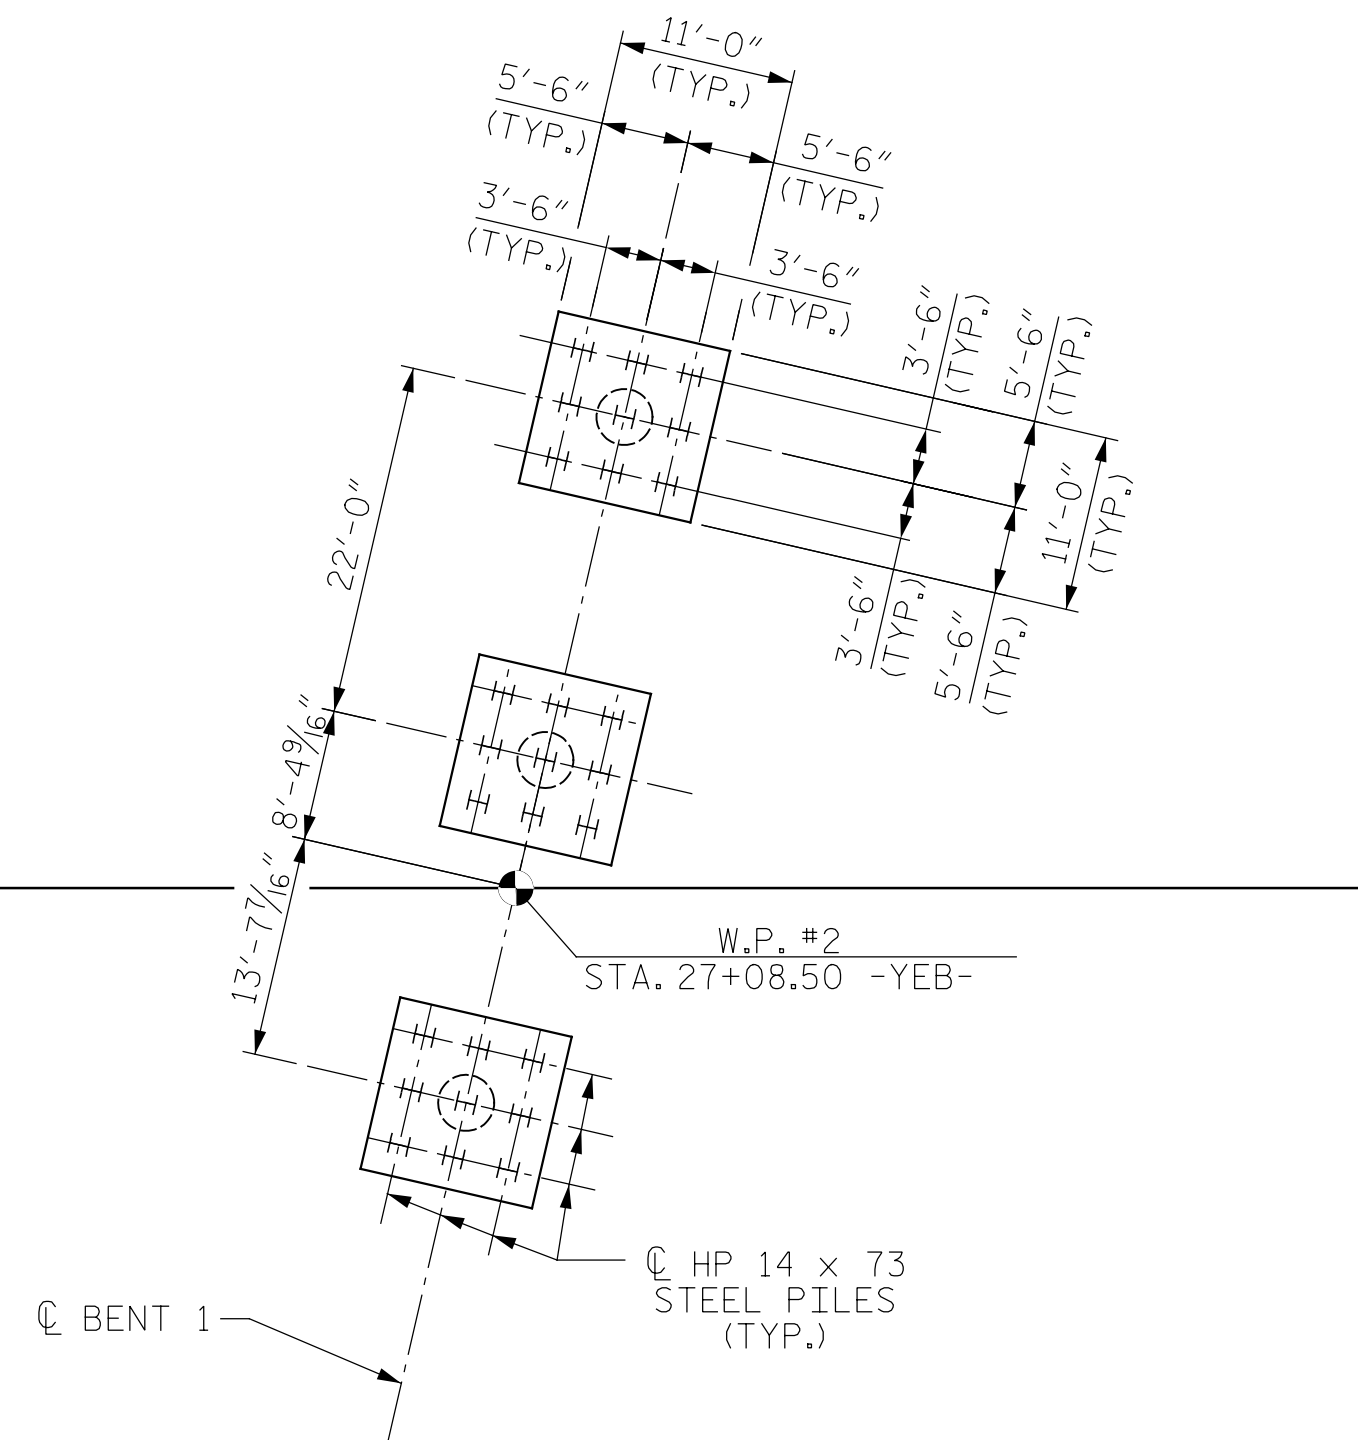 11'-0"
(TYP.)
5'-6"
(TYP.)
5'-6"
(TYP.)
3'-6"
(TYP.)
3'-6"
(TYP.)
3'-6"
(TYP.)
5'-6"
(TYP.)
11'-0"
(TYP.)
3'-6"
(TYP.)
5'-6"
(TYP.)
22'-0"
8'-4 9/16"
13'-7 7/16"
W.P. #2
STA. 27+08.50 -YEB-
℄ HP 14 x 73
STEEL PILES
(TYP.)
℄ BENT 1